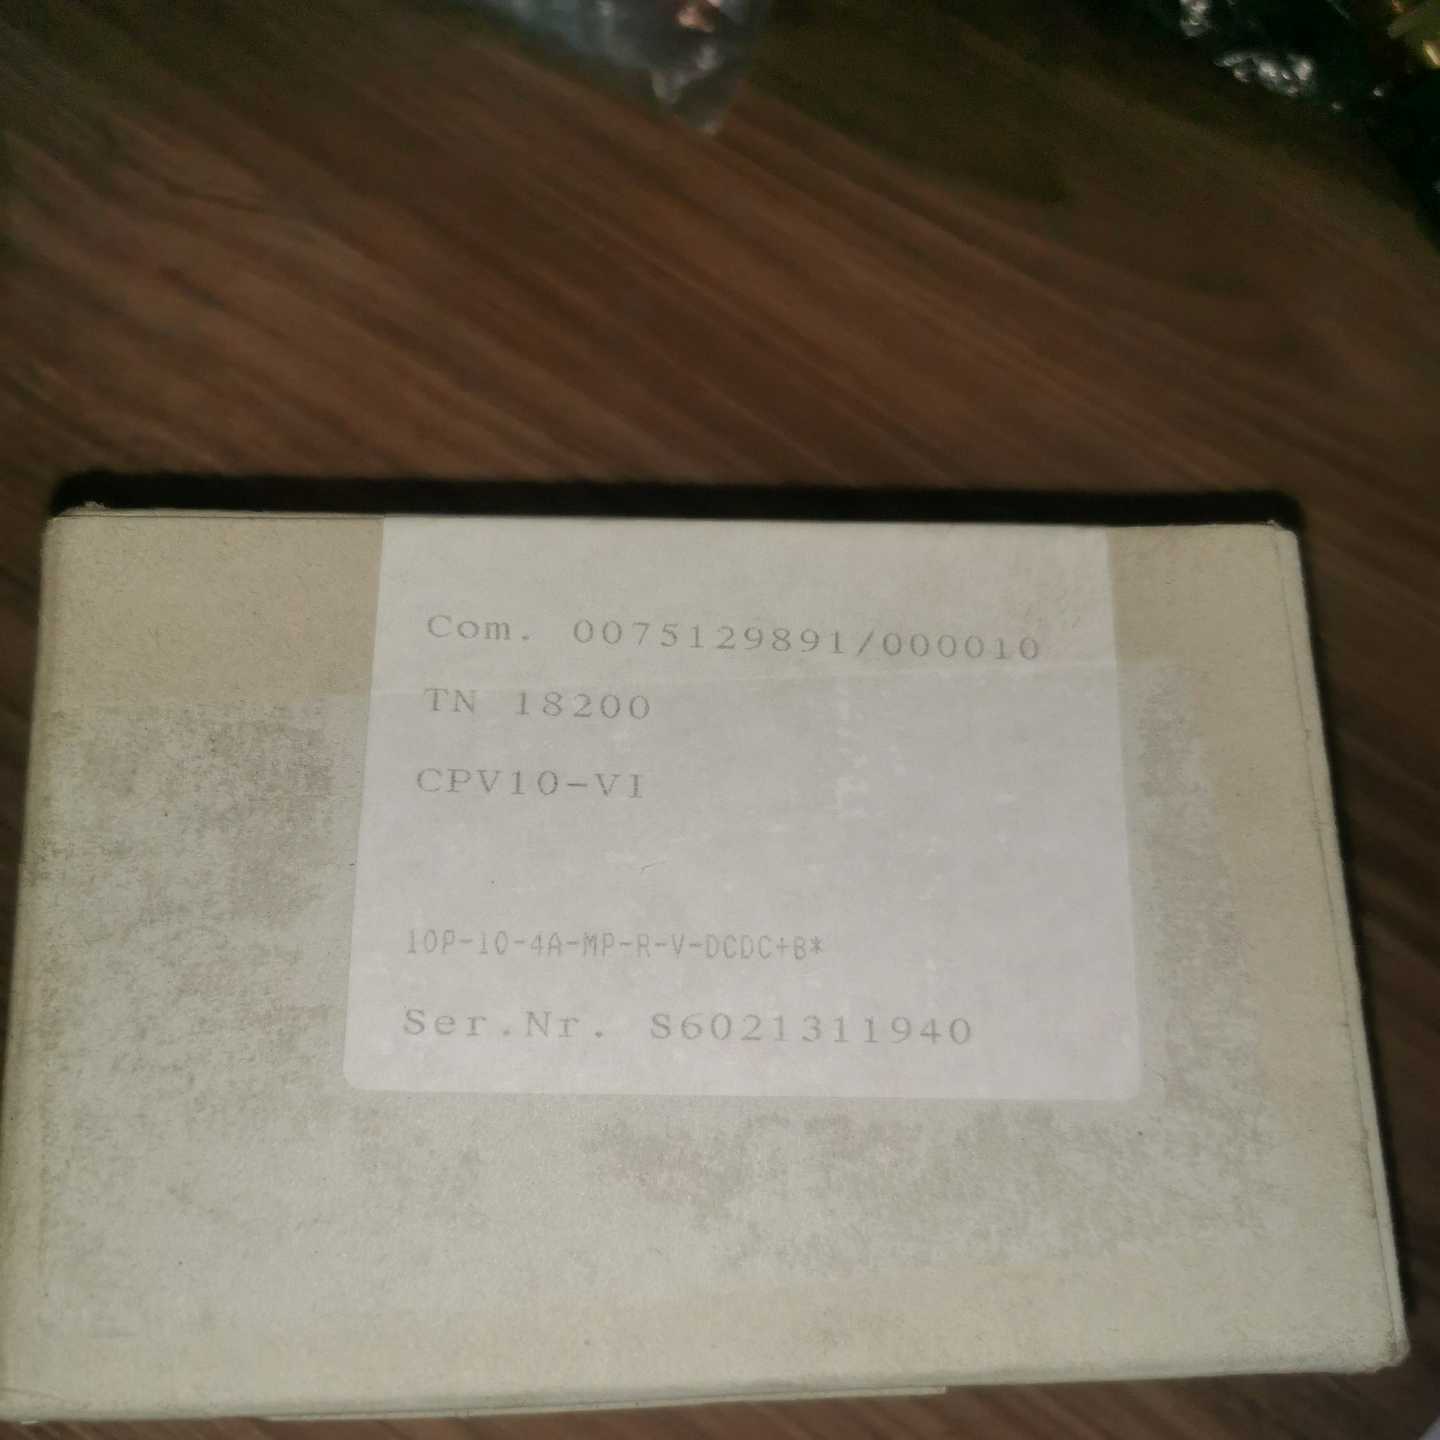 Com. 0075129891/000010
TN 18200
CPV10-VI
10P-10-4A-MP-R-V-DCDC+B*
Ser.Nr. S6021311940